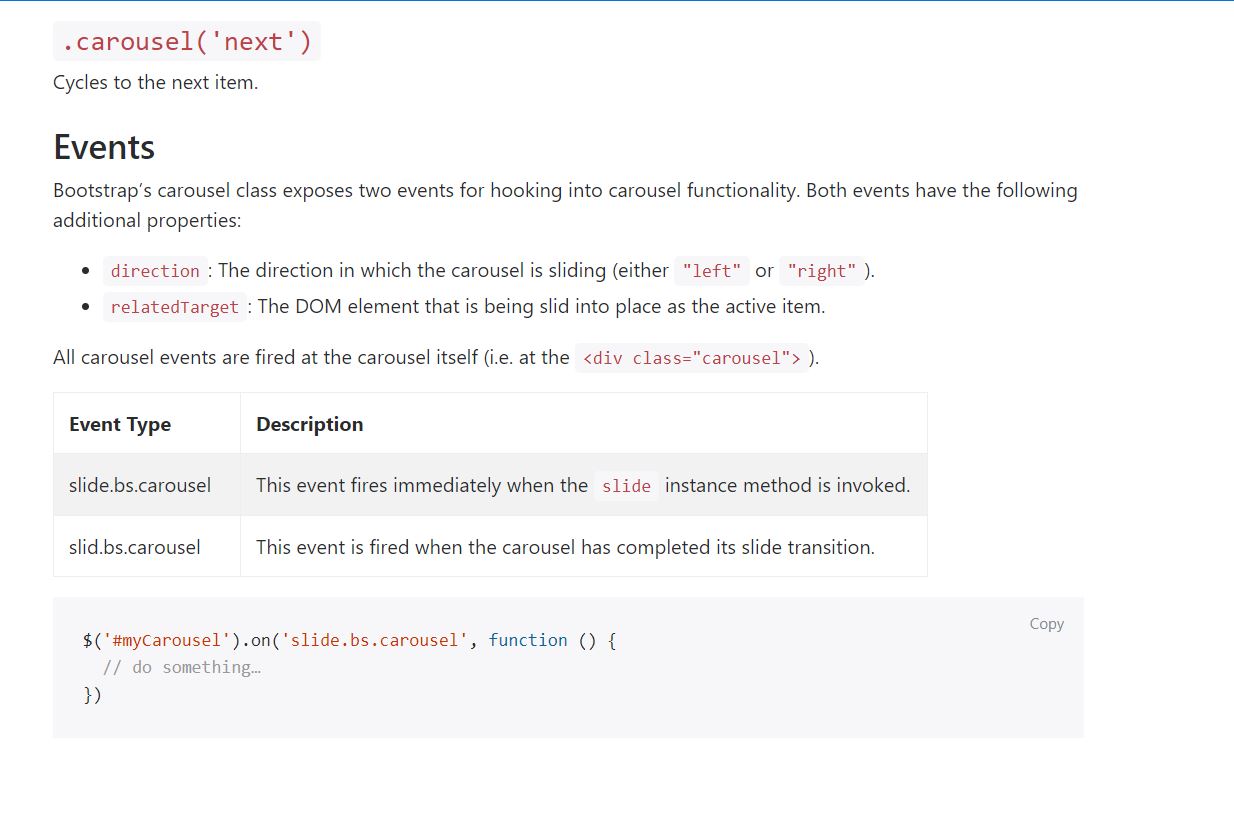 .carousel('next')
Cycles to the next item.
Events
Bootstrap’s carousel class exposes two events for hooking into carousel functionality. Both events have the following
additional properties:
• direction : The direction in which the carousel is sliding (either "left" or "right" ).
• relatedTarget : The DOM element that is being slid into place as the active item.
All carousel events are fired at the carousel itself (i.e. at the <div class="carousel"> ).
Event Type Description
slide.bs.carousel This event fires immediately when the slide instance method is invoked.
slid.bs.carousel This event is fired when the carousel has completed its slide transition.
Copy
$('#myCarousel').on('slide.bs.carousel', function () {
  // do something…
})